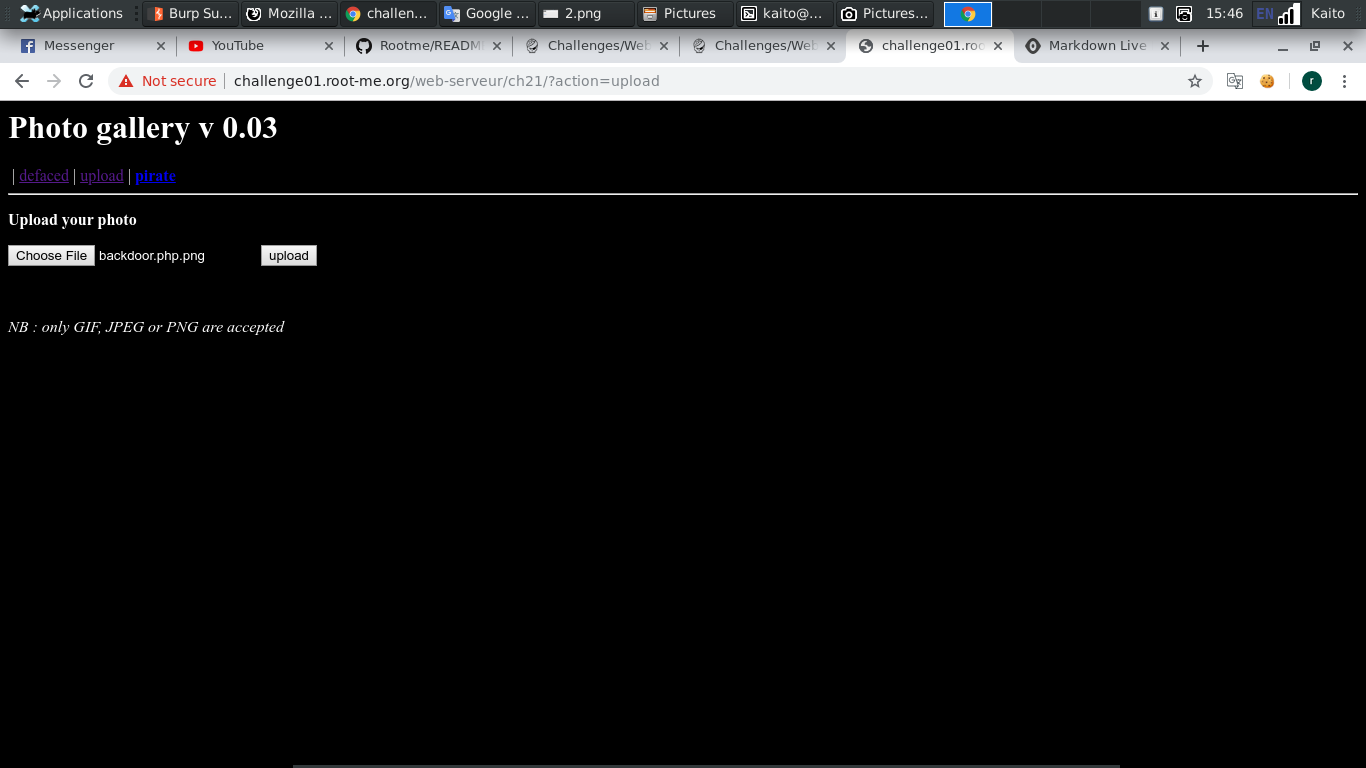 Applications Burp Su... Mozilla ... challen... Google ... 2.png Pictures kaito@... Pictures... 15:46 EN Kaito
Messenger YouTube Rootme/READM Challenges/Web Challenges/Web challenge01.roo Markdown Live
Not secure challenge01.root-me.org/web-serveur/ch21/?action=upload r
Photo gallery v 0.03
| defaced | upload | pirate
Upload your photo
Choose File backdoor.php.png upload
NB : only GIF, JPEG or PNG are accepted